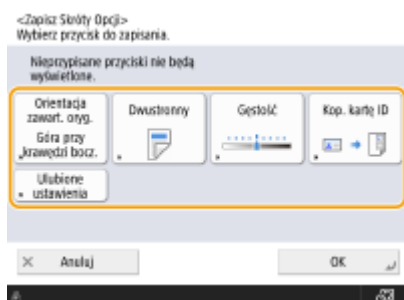 <Zapisz Skróty Opcji>
Wybierz przycisk do zapisania.
Nieprzypisane przyciski nie będą
wyświetlone.
Orientacja
zawart. oryg.
Góra przy
krawędzi bocz.
Dwustronny
Gęstość
Kop. kartę ID
Ulubione
ustawienia
Anuluj
OK